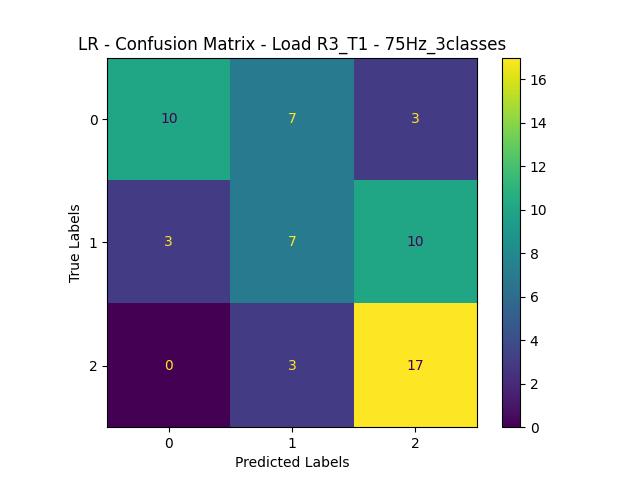 LR - Confusion Matrix - Load R3_T1 - 75Hz_3classes
0 10 7 3
1 3 7 10
2 0 3 17
0 1 2
Predicted Labels
True Labels
16
14
12
10
8
6
4
2
0